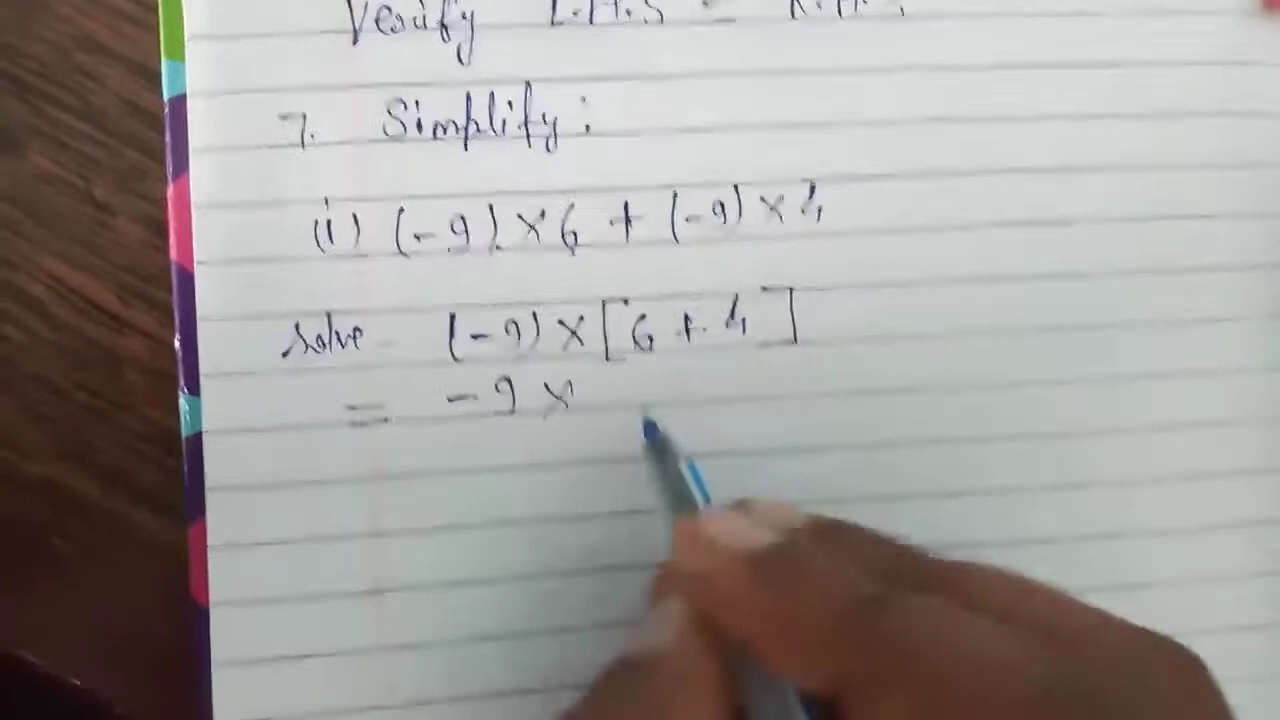 Verify L.H.S = R.H.S
7. Simplify:
(i) (-9) × 6 + (-9) × 4
solve (-9) × [6 + 4]
= -9 ×